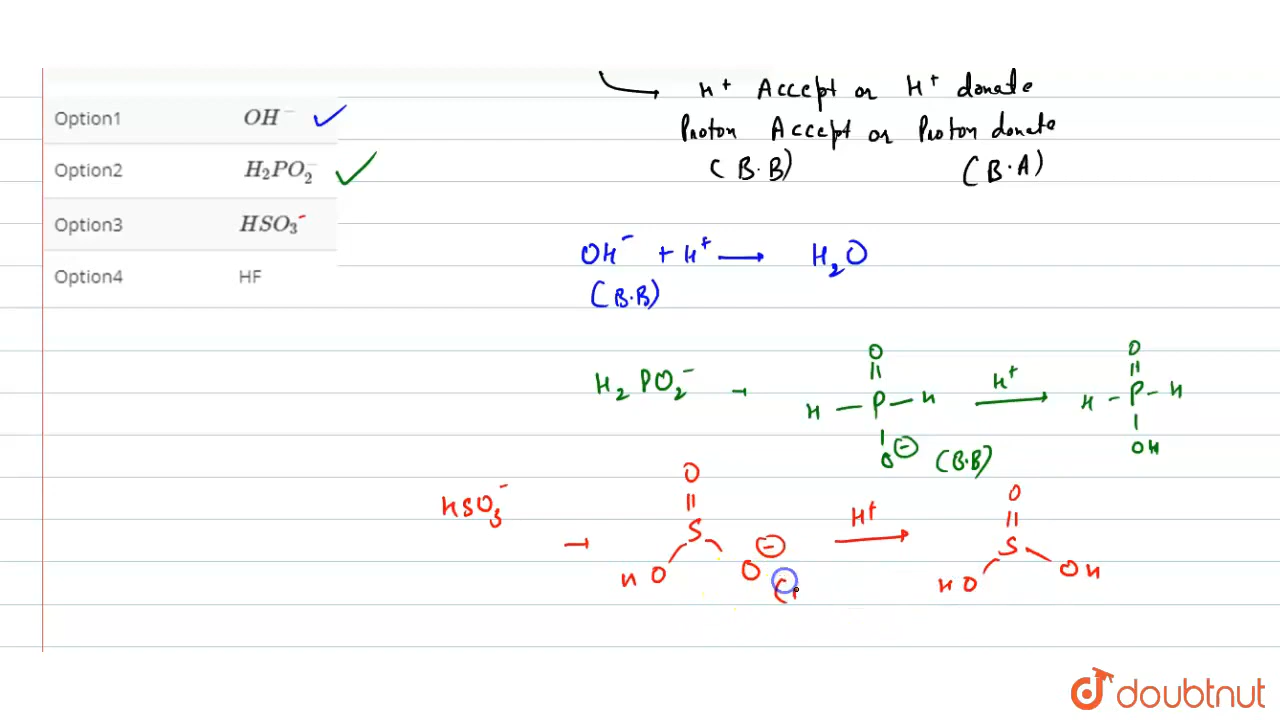 H⁺ Accept or H⁺ donate
Option1 OH⁻
Proton Accept or Proton donate
(B.B) (B.A)
Option2 H₂PO₂⁻
Option3 HSO₃⁻
Option4 HF
OH⁻ + H⁺ → H₂O
(B.B)
H₂PO₂⁻ →
O
||
H – P – H
|
O⁻ (B.B)
H⁺
→
O
||
H – P – H
|
OH
HSO₃⁻ →
O
||
S
HO O⁻
(
H⁺
→
O
||
S
HO OH
doubtnut